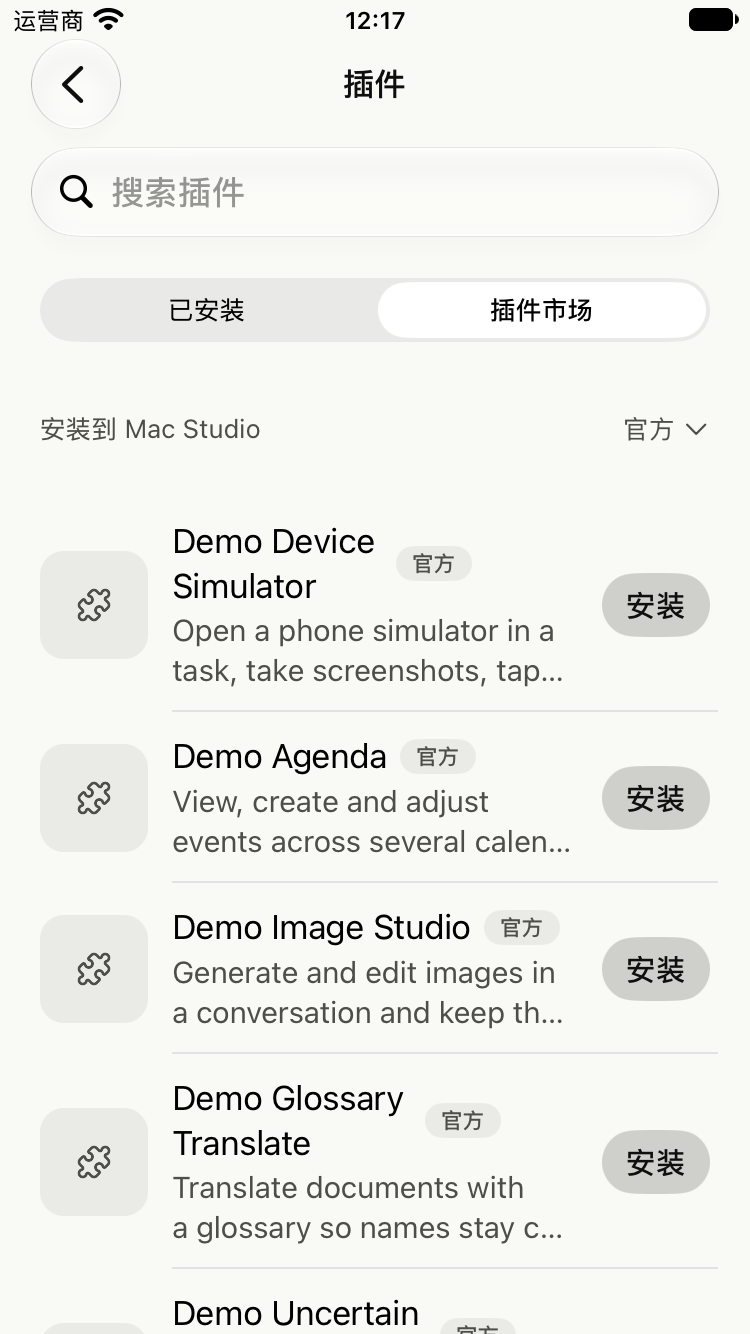 运营商 12:17
插件
搜索插件
已安装 插件市场
安装到 Mac Studio 官方
Demo Device
Simulator
官方
Open a phone simulator in a
task, take screenshots, tap...
安装
Demo Agenda 官方
View, create and adjust
events across several calen...
安装
Demo Image Studio 官方
Generate and edit images in
a conversation and keep th...
安装
Demo Glossary
Translate
官方
Translate documents with
a glossary so names stay c...
安装
Demo Uncertain
官方